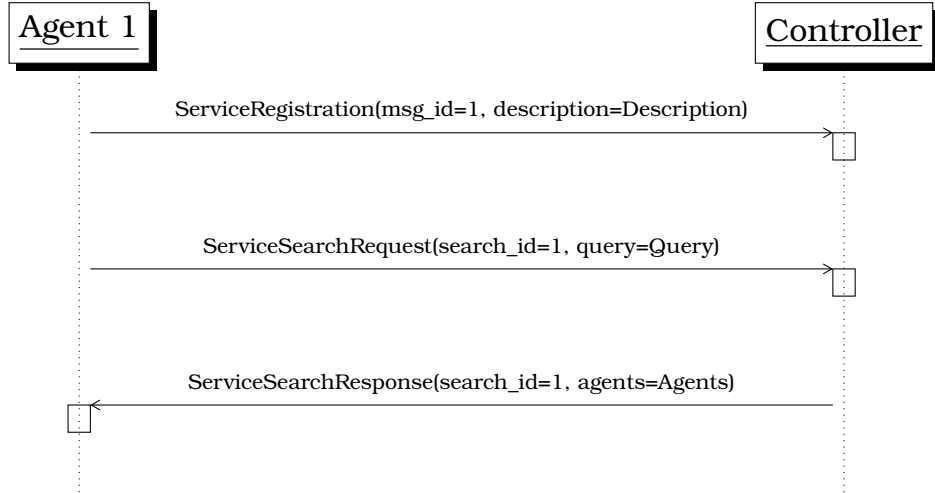 Agent 1
Controller
ServiceRegistration(msg_id=1, description=Description)
ServiceSearchRequest(search_id=1, query=Query)
ServiceSearchResponse(search_id=1, agents=Agents)